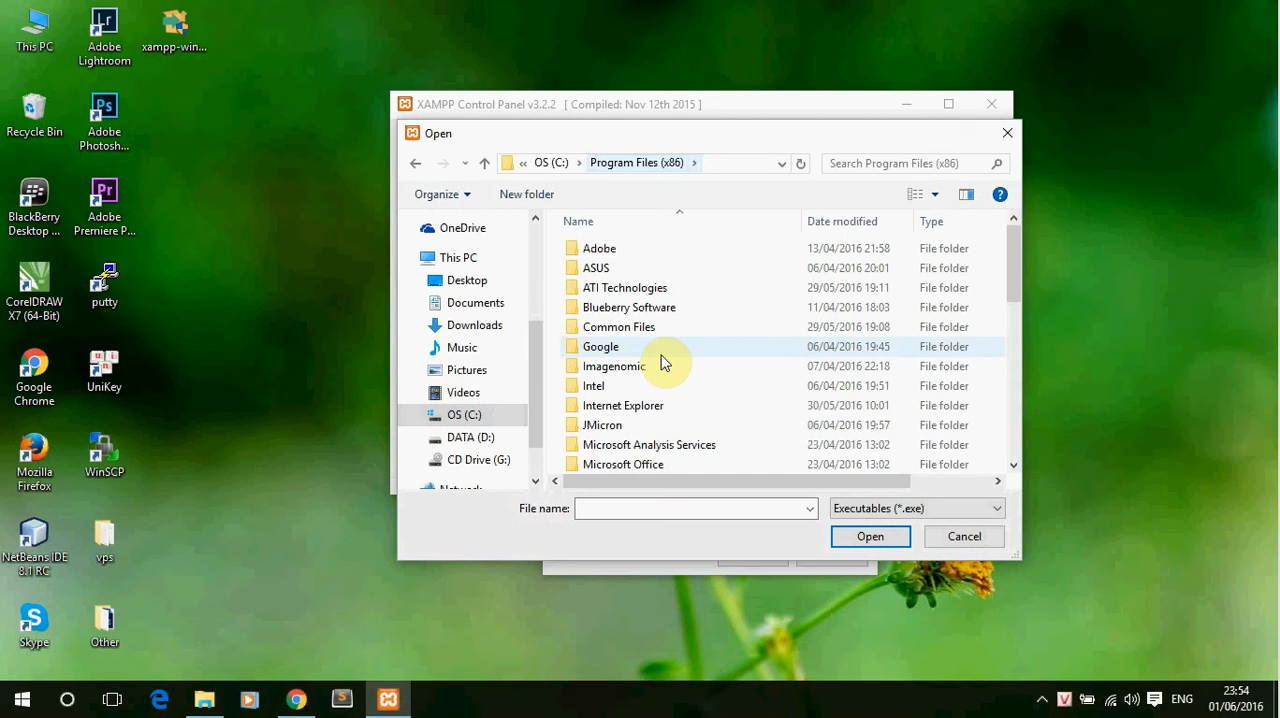 This PC
Adobe
Lightroom
xampp-win...
Recycle Bin
Adobe
Photosh...
BlackBerry
Desktop ...
Adobe
Premiere P...
CorelDRAW
X7 (64-Bit)
putty
Google
Chrome
UniKey
Mozilla
Firefox
WinSCP
NetBeans IDE
8.1 RC
vps
Skype
Other
XAMPP Control Panel v3.2.2 [ Compiled: Nov 12th 2015 ]
Open
« OS (C:) › Program Files (x86) ›
Search Program Files (x86)
Organize
New folder
OneDrive
This PC
Desktop
Documents
Downloads
Music
Pictures
Videos
OS (C:)
DATA (D:)
CD Drive (G:)
Network
Name Date modified Type
Adobe 13/04/2016 21:58 File folder
ASUS 06/04/2016 20:01 File folder
ATI Technologies 29/05/2016 19:11 File folder
Blueberry Software 11/04/2016 18:03 File folder
Common Files 29/05/2016 19:08 File folder
Google 06/04/2016 19:45 File folder
Imagenomic 07/04/2016 22:18 File folder
Intel 06/04/2016 19:51 File folder
Internet Explorer 30/05/2016 10:01 File folder
JMicron 06/04/2016 19:57 File folder
Microsoft Analysis Services 23/04/2016 13:02 File folder
Microsoft Office 23/04/2016 13:02 File folder
File name:
Executables (*.exe)
Open
Cancel
ENG
23:54
01/06/2016